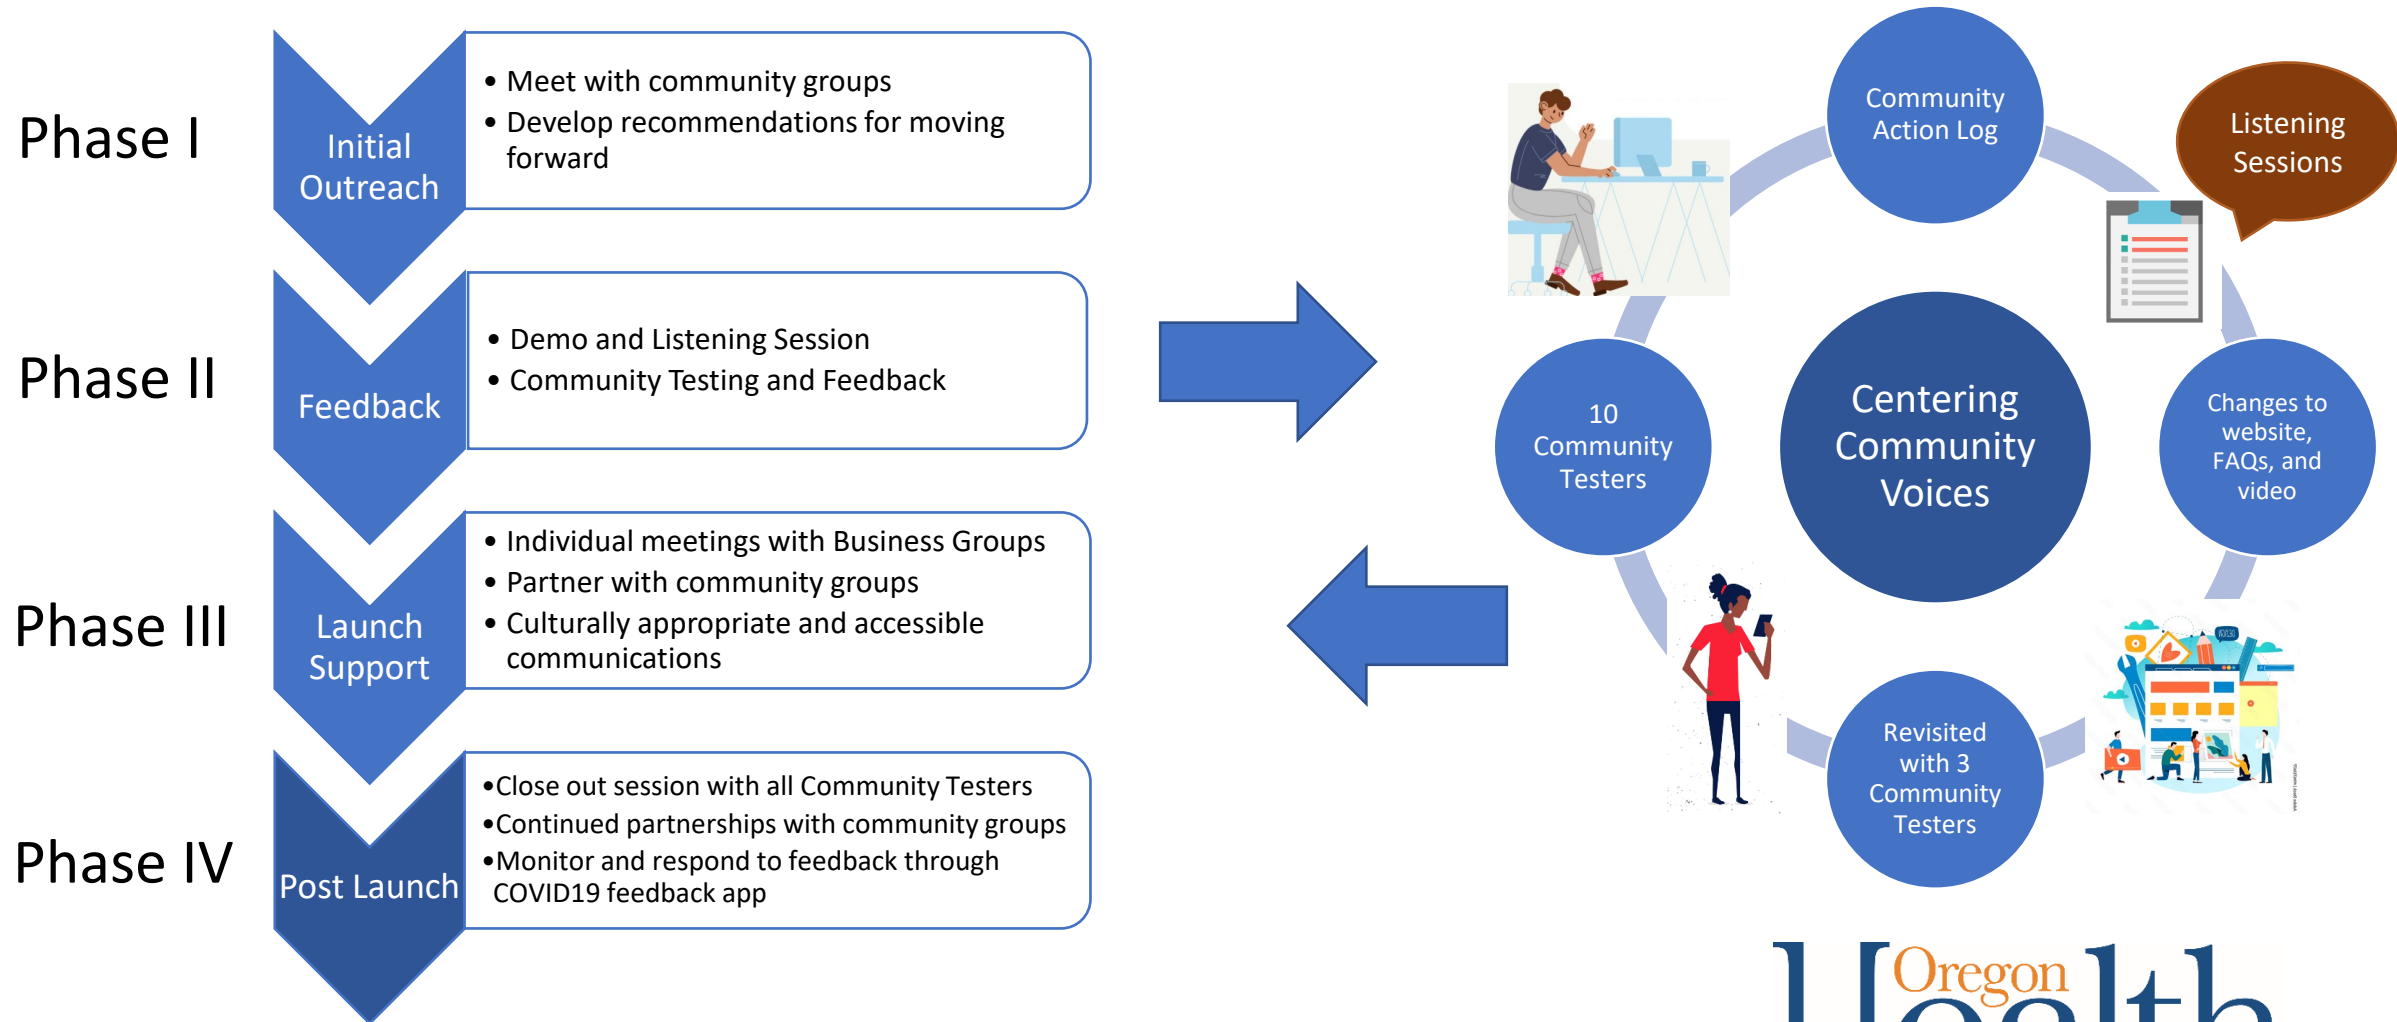 Phase I
Initial
Outreach
• Meet with community groups
• Develop recommendations for moving
forward
Phase II
Feedback
• Demo and Listening Session
• Community Testing and Feedback
Phase III
Launch
Support
• Individual meetings with Business Groups
• Partner with community groups
• Culturally appropriate and accessible
communications
Phase IV
Post Launch
•Close out session with all Community Testers
•Continued partnerships with community groups
•Monitor and respond to feedback through
COVID19 feedback app
Community
Action Log
Listening
Sessions
Centering
Community
Voices
10
Community
Testers
Changes to
website,
FAQs, and
video
Revisited
with 3
Community
Testers
Oregon
Health